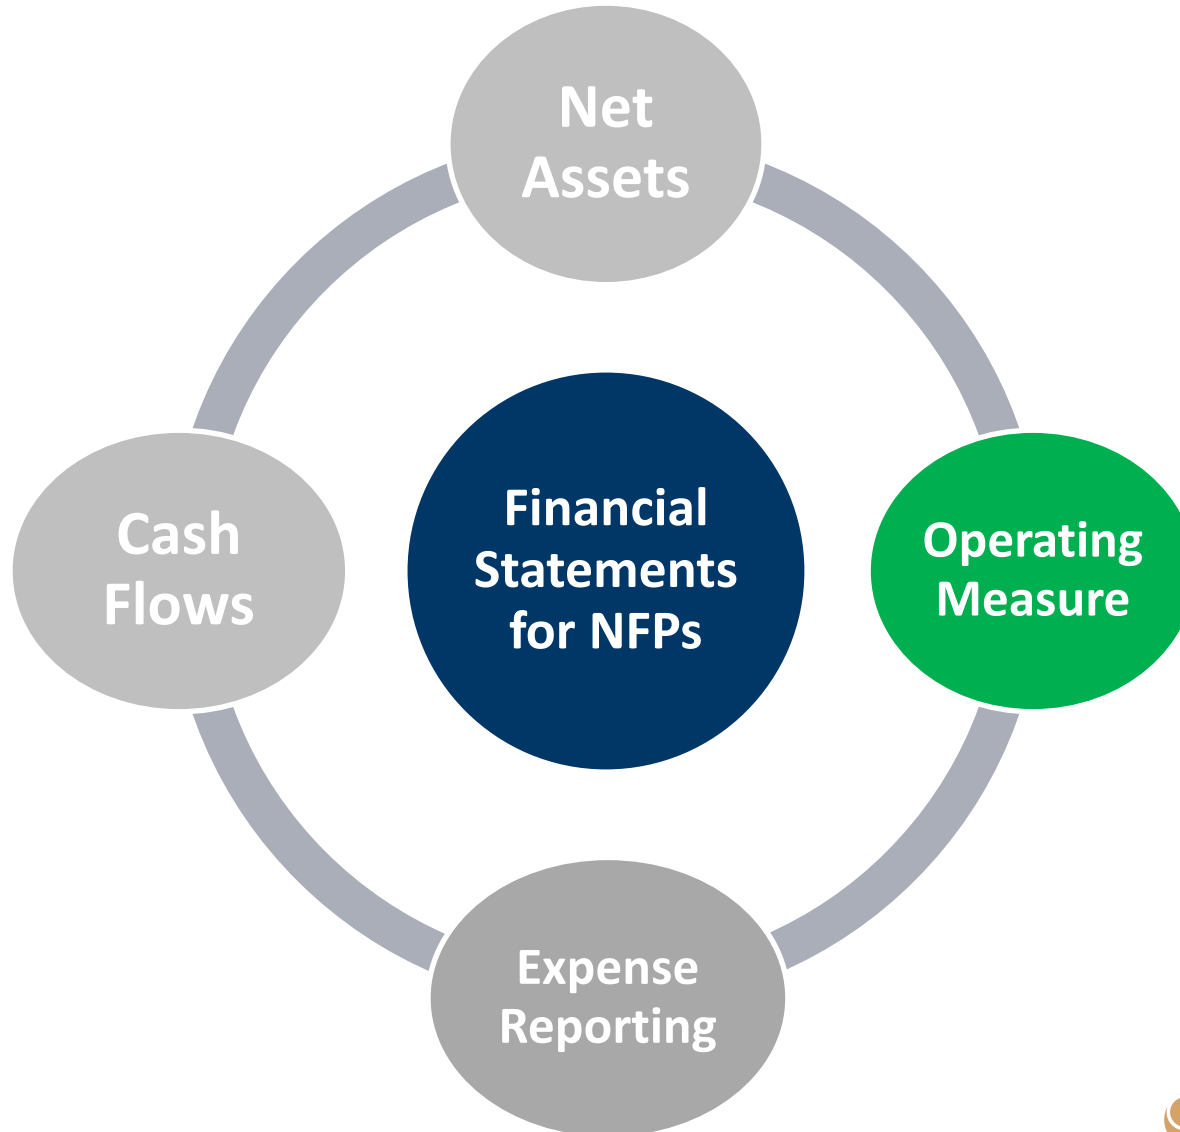 Net
Assets
Cash
Flows
Financial
Statements
for NFPs
Operating
Measure
Expense
Reporting